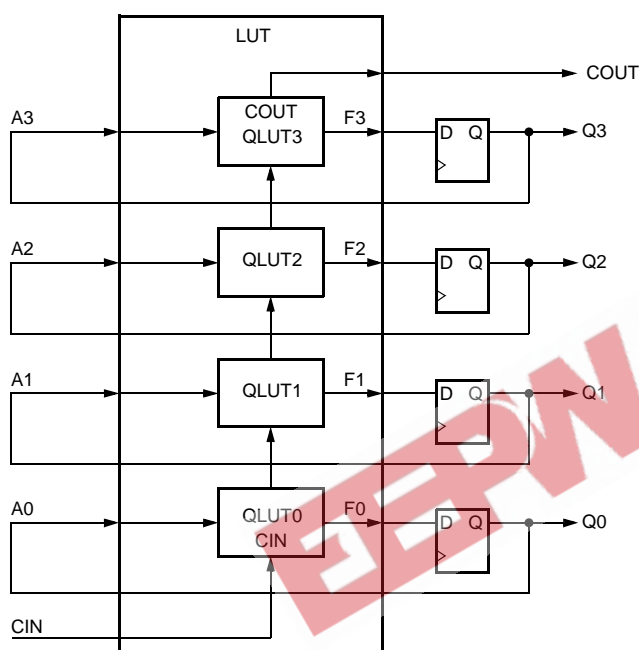 LUT
COUT
A3
COUT
QLUT3
F3
D Q
Q3
A2
QLUT2
F2
D Q
Q2
A1
QLUT1
F1
D Q
Q1
A0
QLUT0
CIN
F0
D Q
Q0
CIN
EEPW